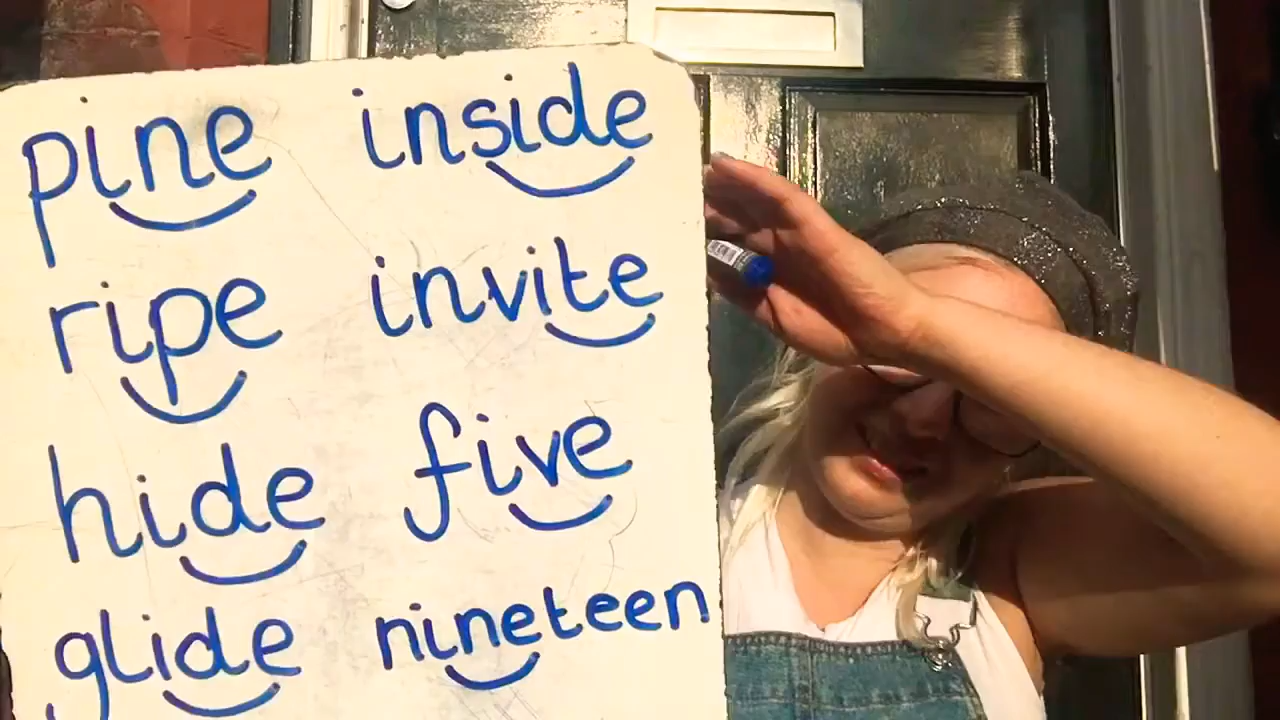 pine inside
ripe invite
hide five
glide nineteen